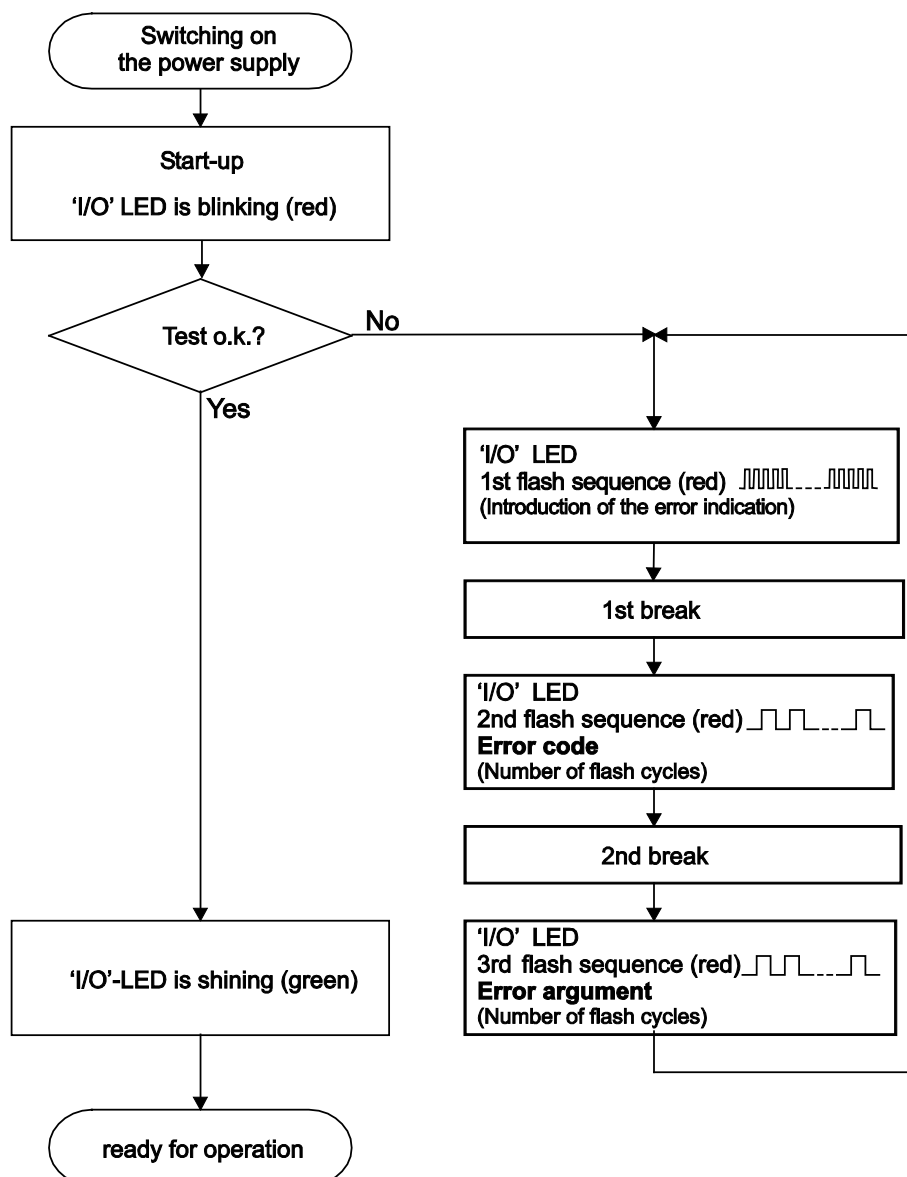 Switching on
the power supply
Start-up
‘I/O’ LED is blinking (red)
Test o.k.?
No
Yes
‘I/O’ LED
1st flash sequence (red)
(Introduction of the error indication)
1st break
‘I/O’ LED
2nd flash sequence (red)
Error code
(Number of flash cycles)
2nd break
‘I/O’ LED
3rd flash sequence (red)
Error argument
(Number of flash cycles)
‘I/O’-LED is shining (green)
ready for operation